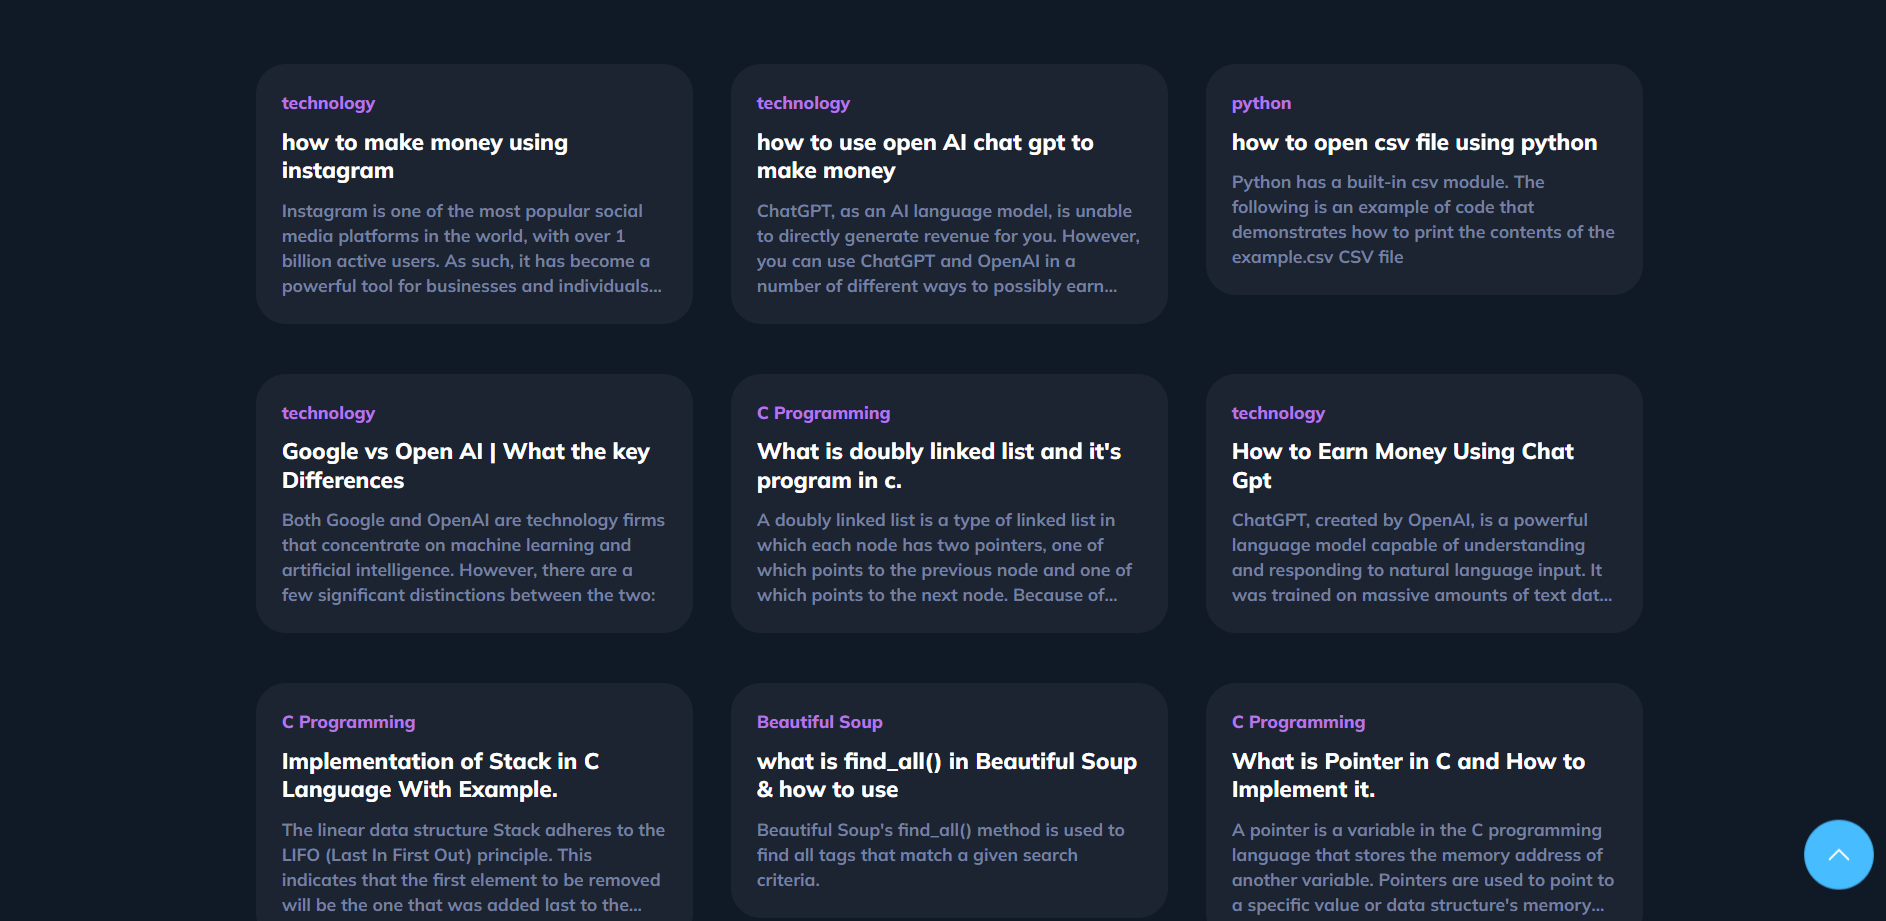 technology
how to make money using
instagram
Instagram is one of the most popular social
media platforms in the world, with over 1
billion active users. As such, it has become a
powerful tool for businesses and individuals...
technology
how to use open AI chat gpt to
make money
ChatGPT, as an AI language model, is unable
to directly generate revenue for you. However,
you can use ChatGPT and OpenAI in a
number of different ways to possibly earn...
python
how to open csv file using python
Python has a built-in csv module. The
following is an example of code that
demonstrates how to print the contents of the
example.csv CSV file
technology
Google vs Open AI | What the key
Differences
Both Google and OpenAI are technology firms
that concentrate on machine learning and
artificial intelligence. However, there are a
few significant distinctions between the two:
C Programming
What is doubly linked list and it's
program in c.
A doubly linked list is a type of linked list in
which each node has two pointers, one of
which points to the previous node and one of
which points to the next node. Because of...
technology
How to Earn Money Using Chat
Gpt
ChatGPT, created by OpenAI, is a powerful
language model capable of understanding
and responding to natural language input. It
was trained on massive amounts of text dat...
C Programming
Implementation of Stack in C
Language With Example.
The linear data structure Stack adheres to the
LIFO (Last In First Out) principle. This
indicates that the first element to be removed
will be the one that was added last to the...
Beautiful Soup
what is find_all() in Beautiful Soup
& how to use
Beautiful Soup's find_all() method is used to
find all tags that match a given search
criteria.
C Programming
What is Pointer in C and How to
Implement it.
A pointer is a variable in the C programming
language that stores the memory address of
another variable. Pointers are used to point to
a specific value or data structure's memory...